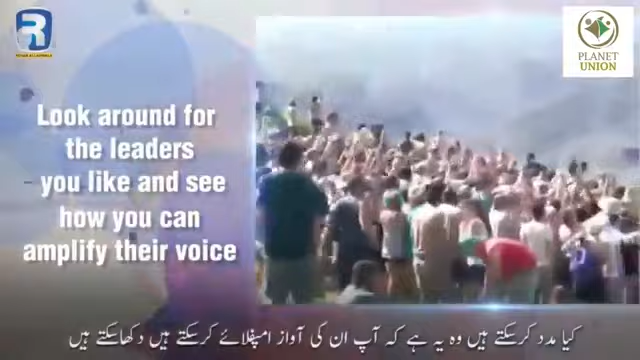 R
PLANET
UNION
Look around for
the leaders
you like and see
how you can
amplify their voice
کیا مدد کرسکتے ہیں وہ یہ ہے کہ آپ ان کی آواز امپفلائے کرسکتے ہیں دکھاسکتے ہیں